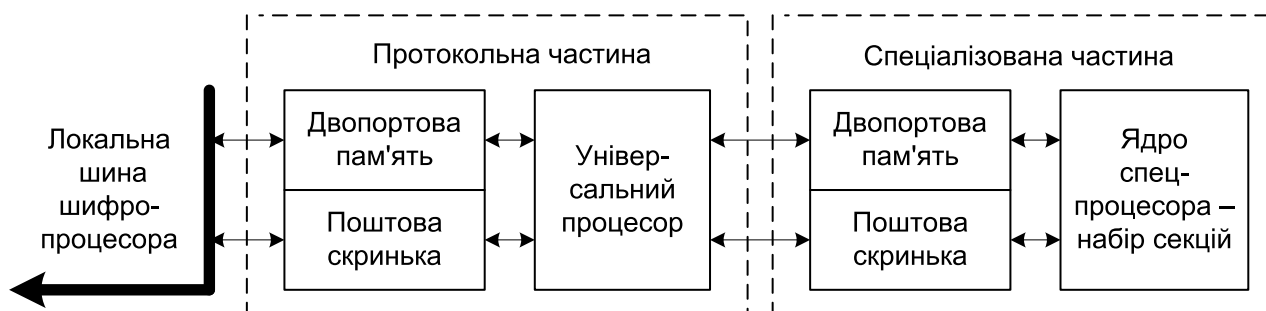 Протокольна частина
Спеціалізована частина
Локальна
шина
шифро-
процесора
Двопортова
пам'ять
Поштова
скринька
Універ-
сальний
процесор
Двопортова
пам'ять
Поштова
скринька
Ядро
спец-
процесора –
набір секцій